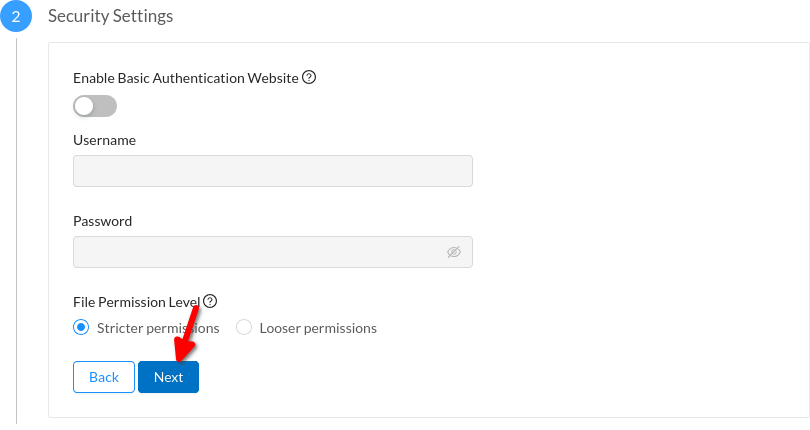 2 Security Settings
Enable Basic Authentication Website ?
Username
Password
File Permission Level ?
Stricter permissions Looser permissions
Back Next